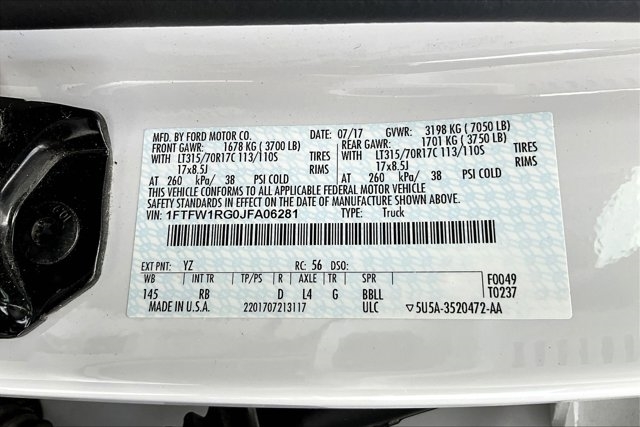 MFD. BY FORD MOTOR CO. DATE: 07/17 GVWR: 3198 KG ( 7050 LB)
FRONT GAWR: 1678 KG ( 3700 LB) REAR GAWR: 1701 KG ( 3750 LB)
WITH LT315/70R17C 113/110S TIRES WITH LT315/70R17C 113/110S TIRES
17x8.5J RIMS 17x8.5J RIMS
AT 260 kPa/ 38 PSI COLD AT 260 kPa/ 38 PSI COLD
THIS VEHICLE CONFORMS TO ALL APPLICABLE FEDERAL MOTOR VEHICLE
SAFETY STANDARDS IN EFFECT ON THE DATE OF MANUFACTURE SHOWN ABOVE.
VIN: 1FTFW1RG0JFA06281 TYPE: Truck
EXT PNT: YZ RC: 56 DSO:
WB INT TR TP/PS R AXLE TR SPR F0049
145 RB D L4 G BBLL T0237
MADE IN U.S.A. 2201707213117 ULC ▽5U5A-3520472-AA